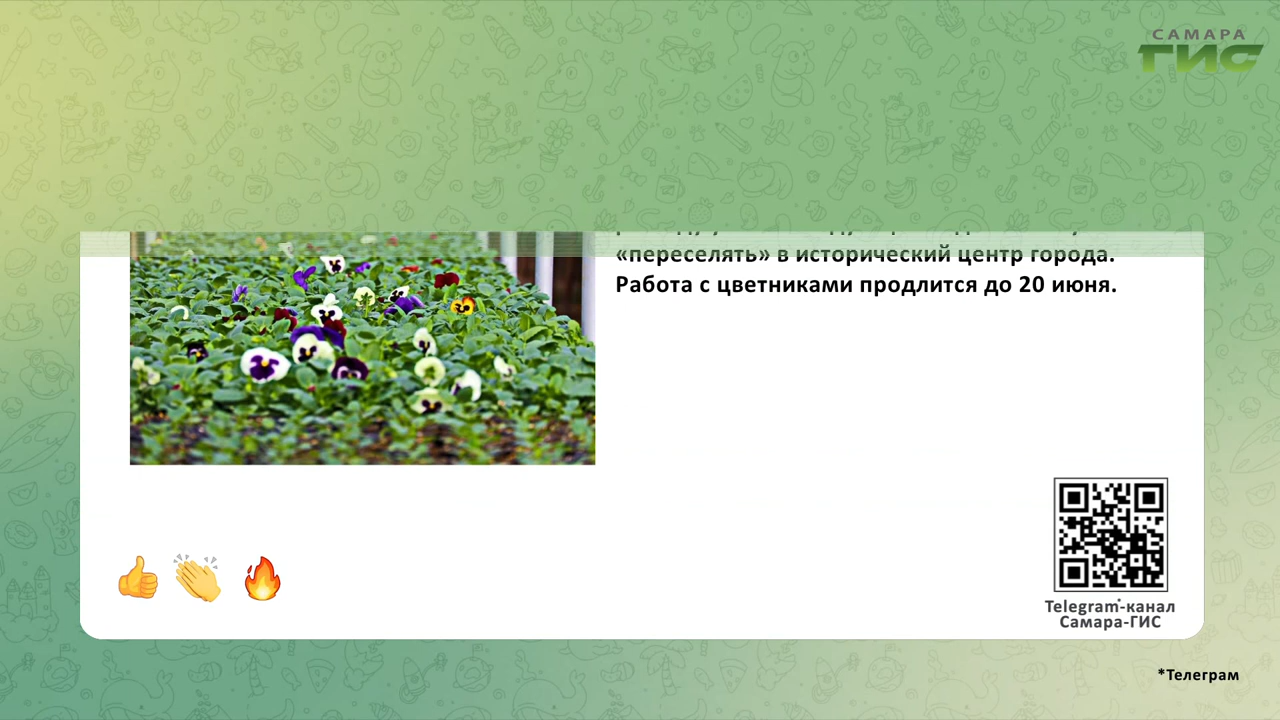 САМАРА
ГИС
«переселять» в исторический центр города.
Работа с цветниками продлится до 20 июня.
Telegram-канал
Самара-ГИС
*Телеграм